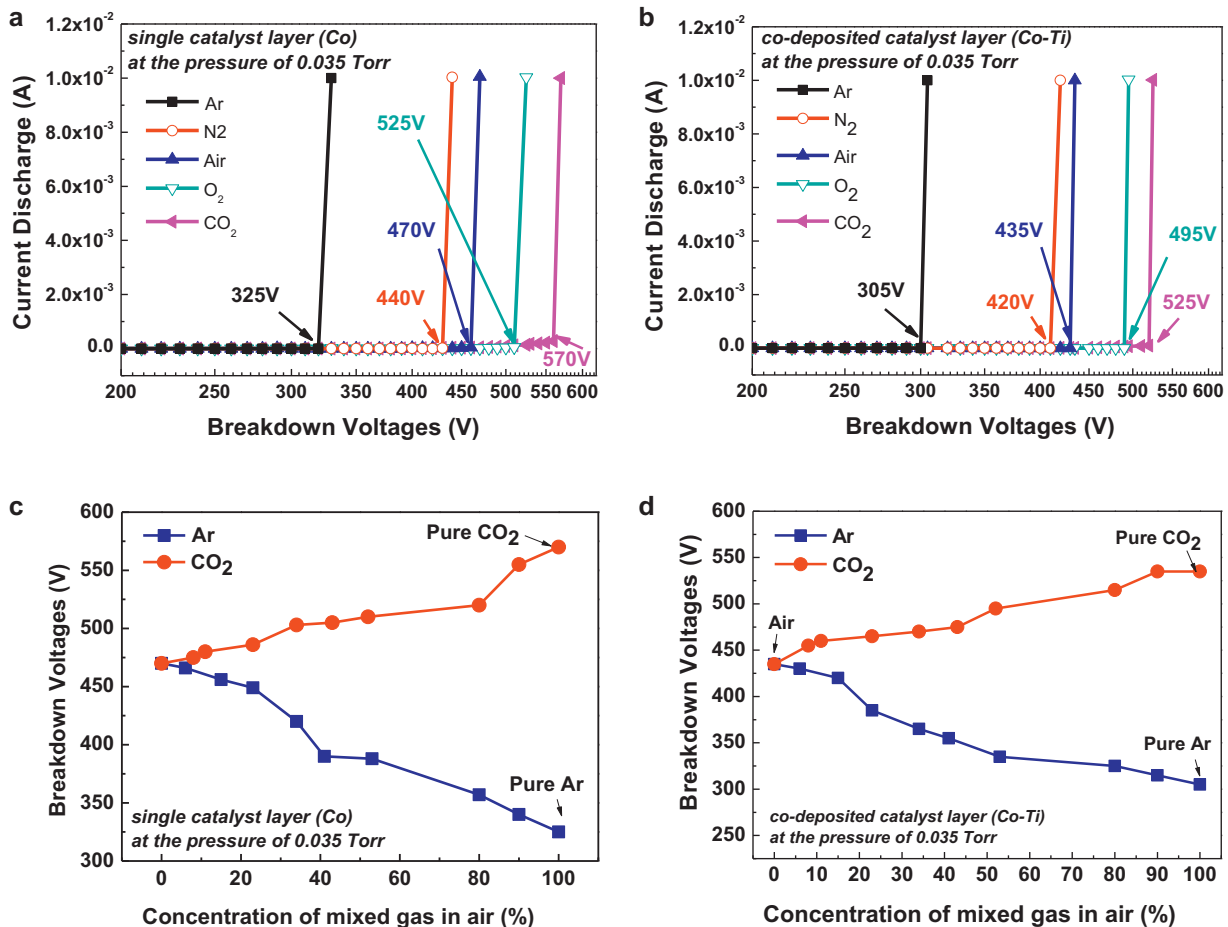 a
single catalyst layer (Co)
at the pressure of 0.035 Torr
Ar
N2
Air
O₂
CO₂
325V
440V
470V
525V
570V
1.2x10⁻²
1.0x10⁻²
8.0x10⁻³
6.0x10⁻³
4.0x10⁻³
2.0x10⁻³
0.0
200 250 300 350 400 450 500 550 600
Current Discharge (A)
Breakdown Voltages (V)
b
co-deposited catalyst layer (Co-Ti)
at the pressure of 0.035 Torr
Ar
N₂
Air
O₂
CO₂
305V
420V
435V
495V
525V
1.2x10⁻²
1.0x10⁻²
8.0x10⁻³
6.0x10⁻³
4.0x10⁻³
2.0x10⁻³
0.0
200 250 300 350 400 450 500 550 600
Current Discharge (A)
Breakdown Voltages (V)
c
Ar
CO₂
Pure CO₂
Pure Ar
single catalyst layer (Co)
at the pressure of 0.035 Torr
600
550
500
450
400
350
300
0 20 40 60 80 100
Breakdown Voltages (V)
Concentration of mixed gas in air (%)
d
Ar
CO₂
Pure CO₂
Air
Pure Ar
co-deposited catalyst layer (Co-Ti)
at the pressure of 0.035 Torr
600
550
500
450
400
350
300
250
0 10 20 30 40 50 60 70 80 90 100
Breakdown Voltages (V)
Concentration of mixed gas in air (%)